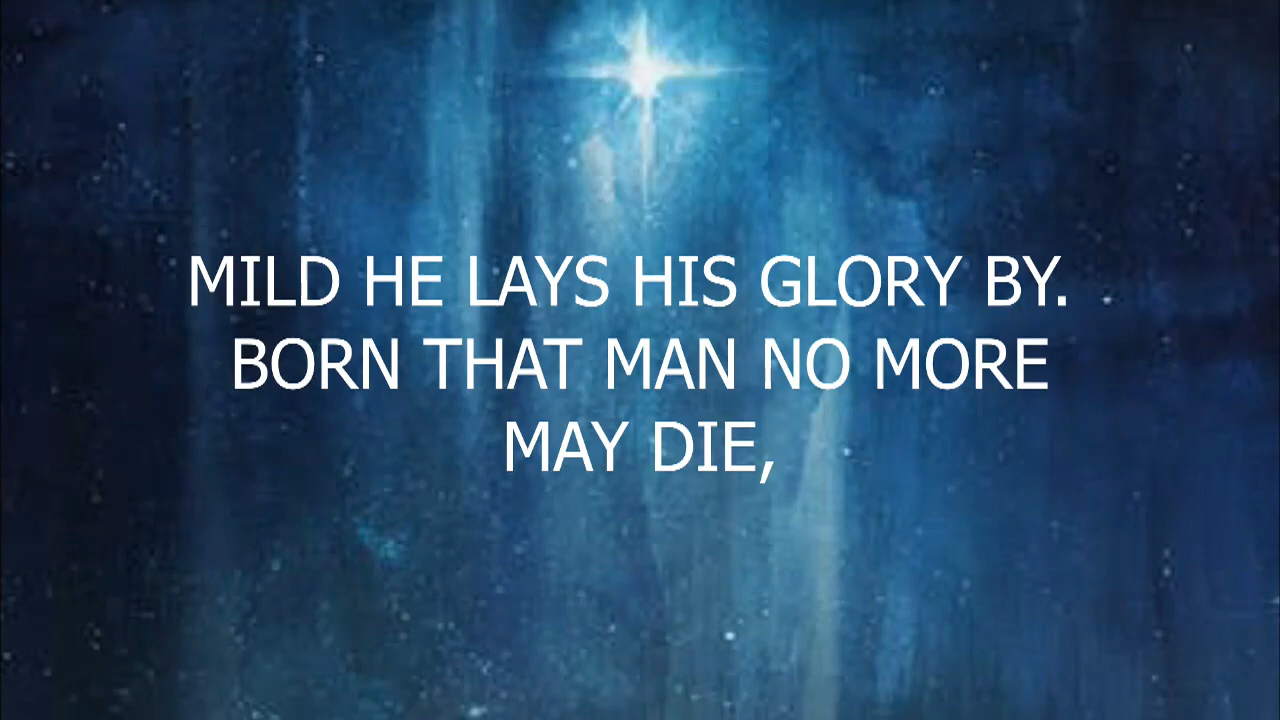 MILD HE LAYS HIS GLORY BY.
BORN THAT MAN NO MORE
MAY DIE,